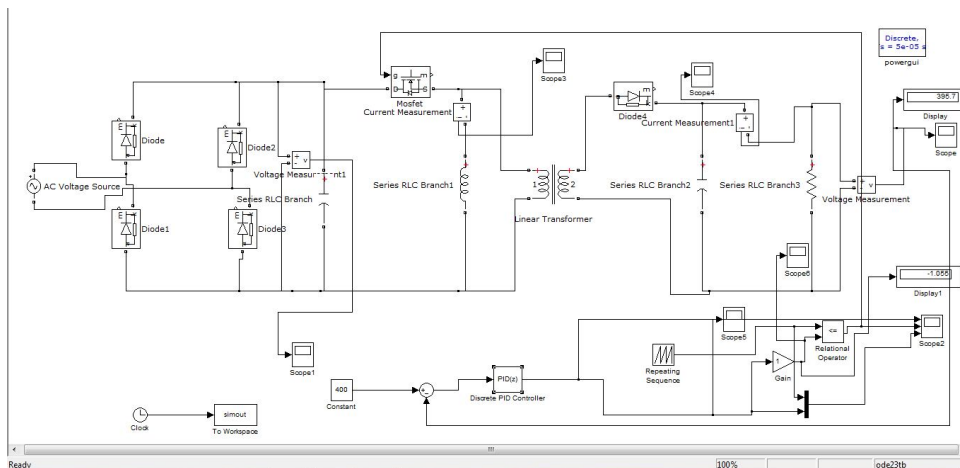 Discrete,
s = 5e-05 s
powergui
g m
D S
Mosfet
Current Measurement
Scope3
Scope4
m
Diode4
Current Measurement1
395.7
Display
Scope
E
Diode
E
Diode2
Voltage Measurement1
AC Voltage Source
Series RLC Branch
Series RLC Branch1
1 2
Linear Transformer
Series RLC Branch2
Series RLC Branch3
Voltage Measurement
E
Diode1
E
Diode3
Scope6
-1.055
Display1
Scope1
Scope5
<=
Relational
Operator
Scope2
Repeating
Sequence
1
Gain
400
Constant
PID(z)
Discrete PID Controller
Clock
simout
To Workspace
Ready
100%
ode23tb